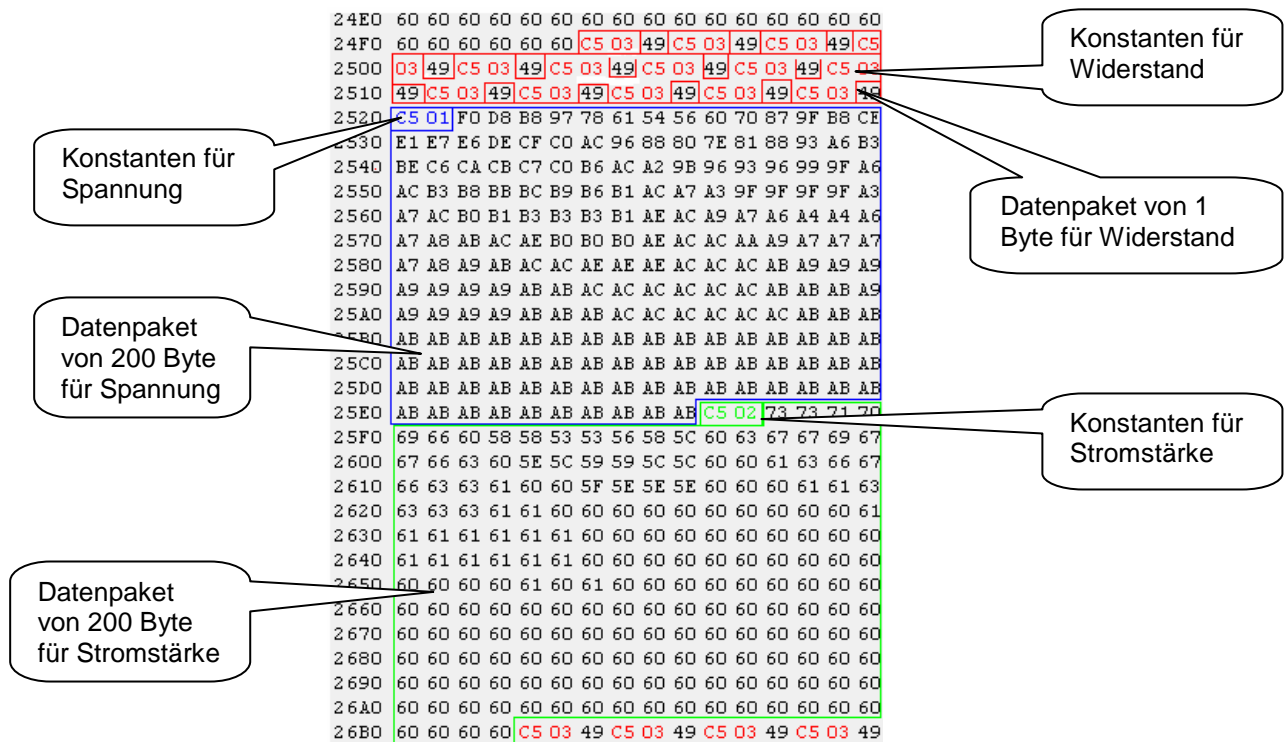 24E0 60 60 60 60 60 60 60 60 60 60 60 60 60 60 60 60
24F0 60 60 60 60 60 60 C5 03 49 C5 03 49 C5 03 49 C5
2500 03 49 C5 03 49 C5 03 49 C5 03 49 C5 03 49 C5 03
2510 49 C5 03 49 C5 03 49 C5 03 49 C5 03 49 C5 03 49
2520 C5 01 F0 D8 B8 97 78 61 54 56 60 70 87 9F B8 CE
2530 E1 E7 E6 DE CF C0 AC 96 88 80 7E 81 88 93 A6 B3
2540 BE C6 CA CB C7 C0 B6 AC A2 9B 96 93 96 99 9F A6
2550 AC B3 B8 BB BC B9 B6 B1 AC A7 A3 9F 9F 9F 9F A3
2560 A7 AC B0 B1 B3 B3 B3 B1 AE AC A9 A7 A6 A4 A4 A6
2570 A7 A8 AB AC AE B0 B0 B0 AE AC AC AA A9 A7 A7 A7
2580 A7 A8 A9 AB AC AC AE AE AE AC AC AC AB A9 A9 A9
2590 A9 A9 A9 A9 AB AB AC AC AC AC AC AC AB AB AB A9
25A0 A9 A9 A9 A9 AB AB AB AC AC AC AC AC AC AB AB AB
25B0 AB AB AB AB AB AB AB AB AB AB AB AB AB AB AB AB
25C0 AB AB AB AB AB AB AB AB AB AB AB AB AB AB AB AB
25D0 AB AB AB AB AB AB AB AB AB AB AB AB AB AB AB AB
25E0 AB AB AB AB AB AB AB AB AB AB C5 02 73 73 71 70
25F0 69 66 60 58 58 53 53 56 58 5C 60 63 67 67 69 67
2600 67 66 63 60 5E 5C 59 59 5C 5C 60 60 61 63 66 67
2610 66 63 63 61 60 60 5F 5E 5E 5E 60 60 60 61 61 63
2620 63 63 63 61 61 60 60 60 60 60 60 60 60 60 60 61
2630 61 61 61 61 61 61 60 60 60 60 60 60 60 60 60 60
2640 61 61 61 61 61 61 60 60 60 60 60 60 60 60 60 60
2650 60 60 60 60 61 60 61 60 60 60 60 60 60 60 60 60
2660 60 60 60 60 60 60 60 60 60 60 60 60 60 60 60 60
2670 60 60 60 60 60 60 60 60 60 60 60 60 60 60 60 60
2680 60 60 60 60 60 60 60 60 60 60 60 60 60 60 60 60
2690 60 60 60 60 60 60 60 60 60 60 60 60 60 60 60 60
26A0 60 60 60 60 60 60 60 60 60 60 60 60 60 60 60 60
26B0 60 60 60 60 C5 03 49 C5 03 49 C5 03 49 C5 03 49
Konstanten für
Spannung
Datenpaket
von 200 Byte
für Spannung
Datenpaket
von 200 Byte
für Stromstärke
Konstanten für
Widerstand
Datenpaket von 1
Byte für Widerstand
Konstanten für
Stromstärke